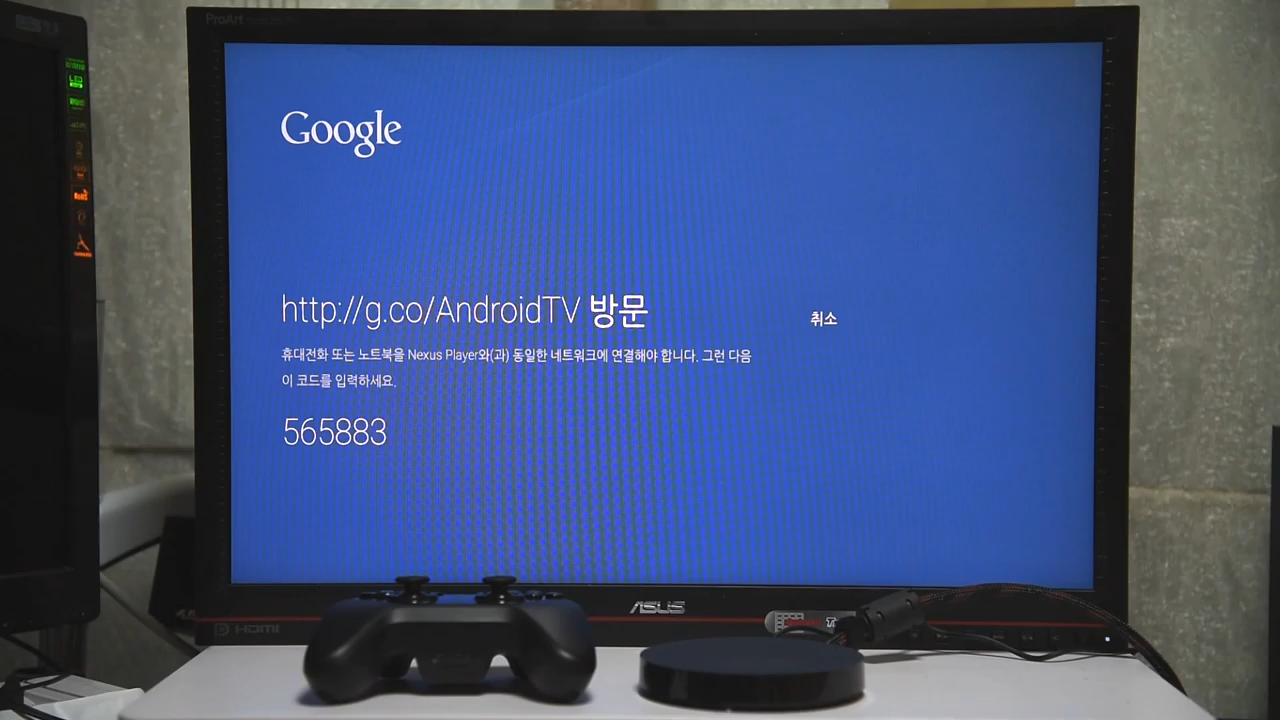 ProArt
LED
Google
http://g.co/AndroidTV 방문
취소
휴대전화 또는 노트북을 Nexus Player와(과) 동일한 네트워크에 연결해야 합니다. 그런 다음
이 코드를 입력하세요.
565883
ASUS
HDMI